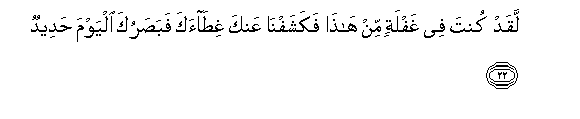 لَّقَدْ كُنتَ فِى غَفْلَةٍۢ مِّنْ هَـٰذَا فَكَشَفْنَا عَنكَ غِطَآءَكَ فَبَصَرُكَ ٱلْيَوْمَ حَدِيدٌۭ
٢٢